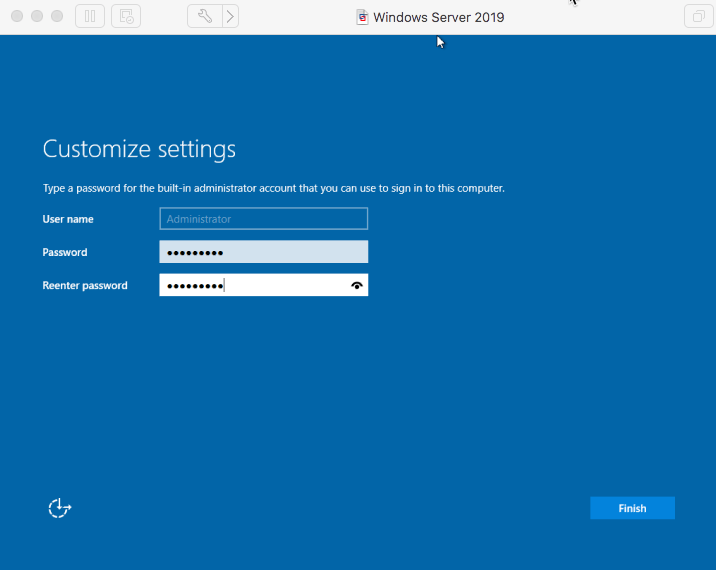 Windows Server 2019
Customize settings
Type a password for the built-in administrator account that you can use to sign in to this computer.
User name
Administrator
Password
•••••••••
Reenter password
•••••••••
Finish